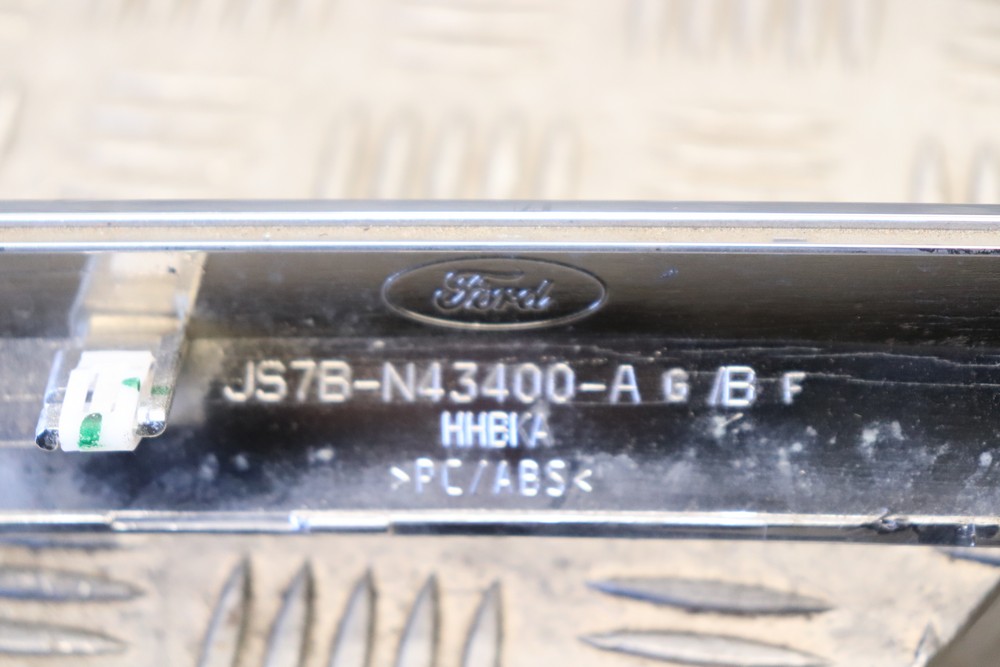 Ford
JS7B-N43400-A G /B F
HHBKA
>PC/ABS<